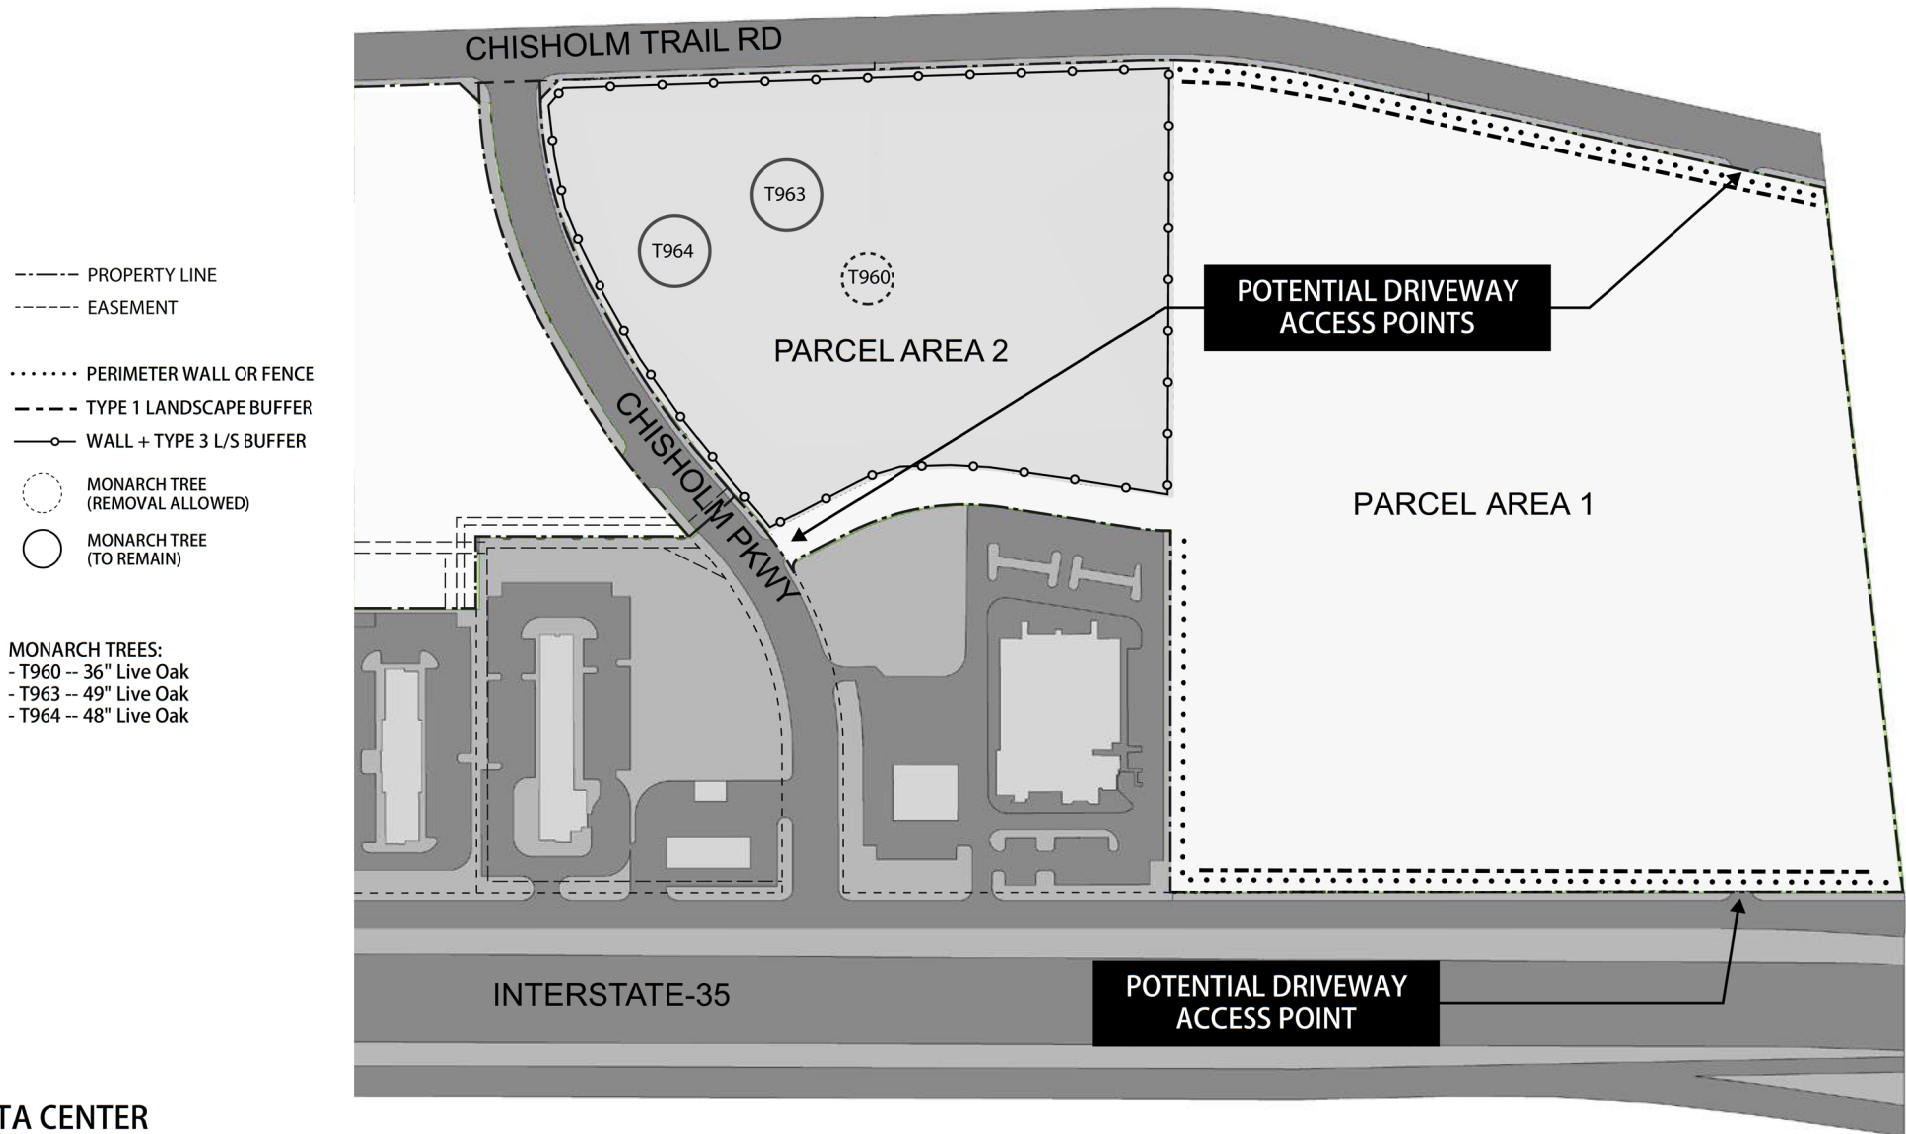 CHISHOLM TRAIL RD
T963
T964
T960
PROPERTY LINE
EASEMENT
POTENTIAL DRIVEWAY
ACCESS POINTS
PARCEL AREA 2
PERIMETER WALL OR FENCE
TYPE 1 LANDSCAPE BUFFER
WALL + TYPE 3 L/S BUFFER
CHISHOLM PKWY
MONARCH TREE
(REMOVAL ALLOWED)
PARCEL AREA 1
MONARCH TREE
(TO REMAIN)
MONARCH TREES:
- T960 -- 36" Live Oak
- T963 -- 49" Live Oak
- T964 -- 48" Live Oak
INTERSTATE-35
POTENTIAL DRIVEWAY
ACCESS POINT
TA CENTER